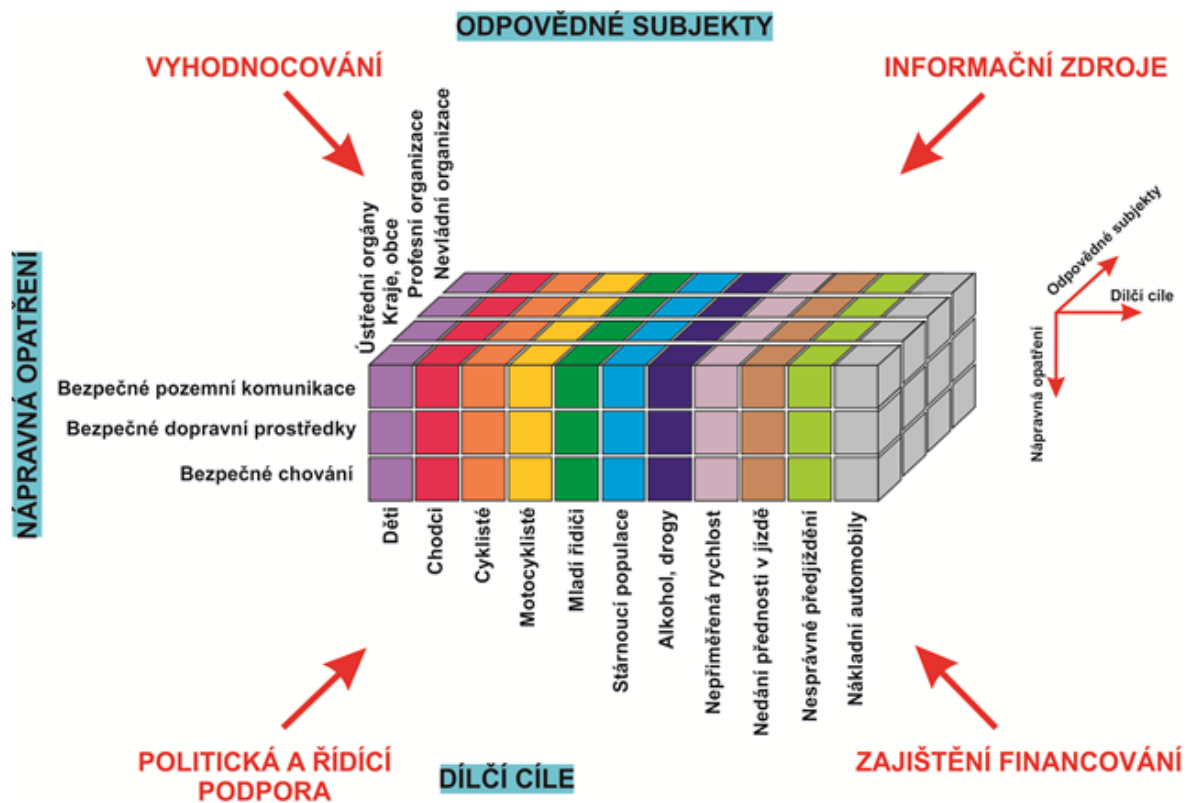 ODPOVĚDNÉ SUBJEKTY
VYHODNOCOVÁNÍ
INFORMAČNÍ ZDROJE
Ústřední orgány
Kraje, obce
Profesní organizace
Nevládní organizace
NÁPRAVNÁ OPATŘENÍ
Odpovědné subjekty
Dílčí cíle
Nápravná opatření
Bezpečné pozemní komunikace
Bezpečné dopravní prostředky
Bezpečné chování
Děti
Chodci
Cyklisté
Motocyklisté
Mladí řidiči
Stárnoucí populace
Alkohol, drogy
Nepřiměřená rychlost
Nedání přednosti v jízdě
Nesprávné předjíždění
Nákladní automobily
POLITICKÁ A ŘÍDÍCÍ
PODPORA
DÍLČÍ CÍLE
ZAJIŠTĚNÍ FINANCOVÁNÍ